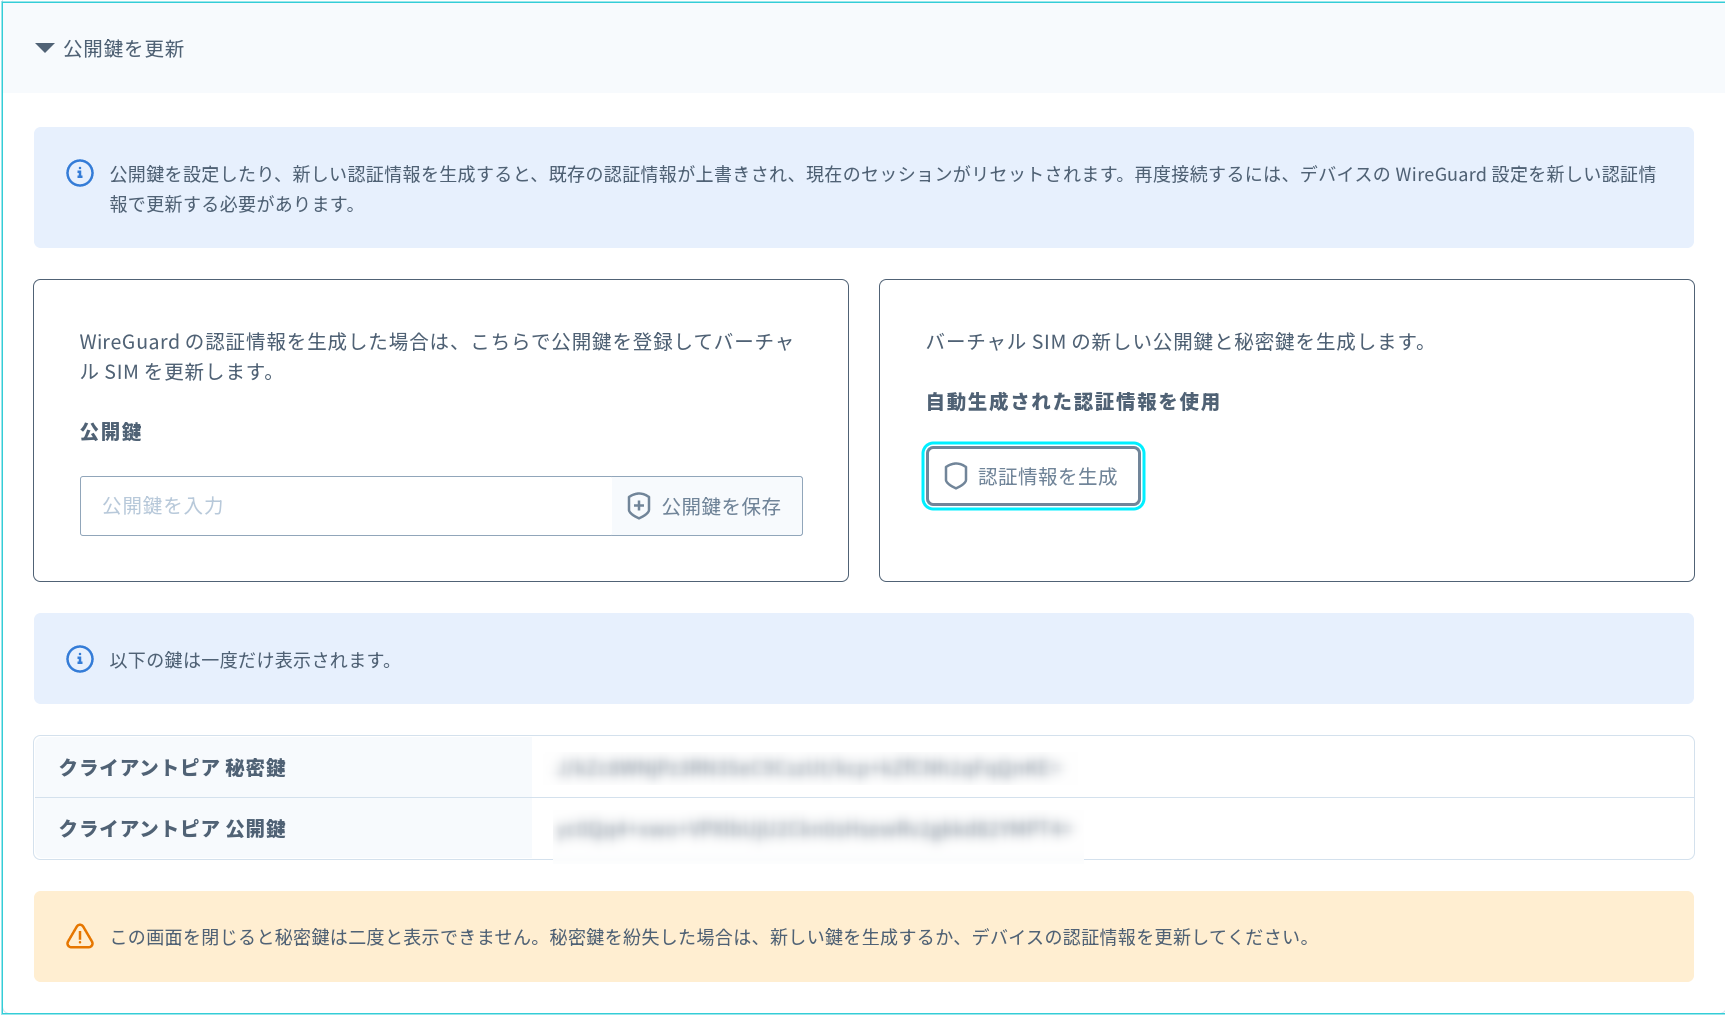 公開鍵を更新
公開鍵を設定したり、新しい認証情報を生成すると、既存の認証情報が上書きされ、現在のセッションがリセットされます。再度接続するには、デバイスの WireGuard 設定を新しい認証情
報で更新する必要があります。
WireGuard の認証情報を生成した場合は、こちらで公開鍵を登録してバーチャ
ル SIM を更新します。
公開鍵
公開鍵を入力
公開鍵を保存
バーチャル SIM の新しい公開鍵と秘密鍵を生成します。
自動生成された認証情報を使用
認証情報を生成
以下の鍵は一度だけ表示されます。
クライアントピア 秘密鍵
クライアントピア 公開鍵
この画面を閉じると秘密鍵は二度と表示できません。秘密鍵を紛失した場合は、新しい鍵を生成するか、デバイスの認証情報を更新してください。